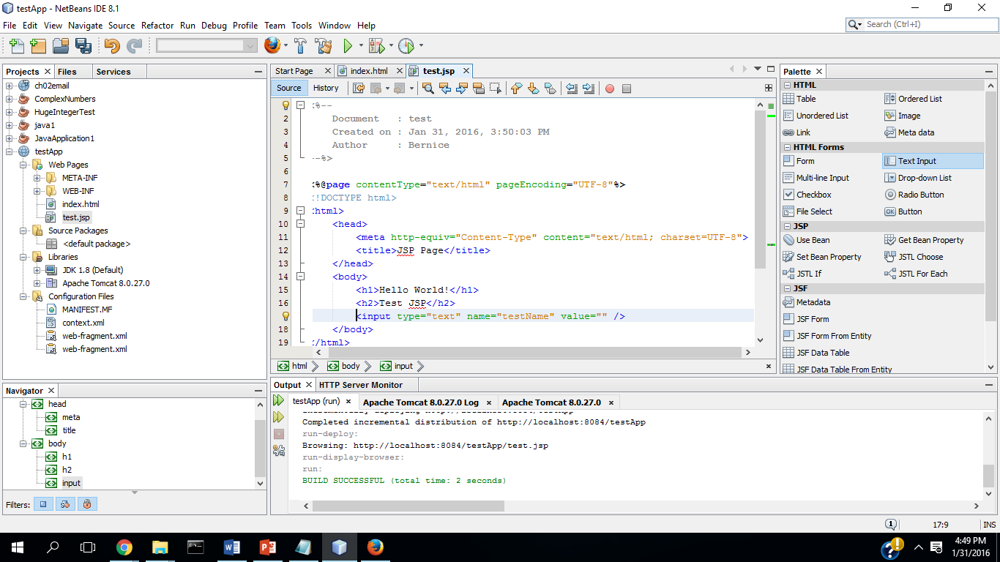 testApp - NetBeans IDE 8.1
File Edit View Navigate Source Refactor Run Debug Profile Team Tools Window Help
Search (Ctrl+I)
Projects Files Services
ch02email
ComplexNumbers
HugeIntegerTest
java1
JavaApplication1
testApp
Web Pages
META-INF
WEB-INF
index.html
test.jsp
Source Packages
<default package>
Libraries
JDK 1.8 (Default)
Apache Tomcat 8.0.27.0
Configuration Files
MANIFEST.MF
context.xml
web-fragment.xml
web-fragment.xml
Navigator
head
meta
title
body
h1
h2
input
Filters:
Start Page index.html test.jsp
Source History
%--
2 Document : test
3 Created on : Jan 31, 2016, 3:50:03 PM
4 Author : Bernice
5 --%>
6
7 %@page contentType="text/html" pageEncoding="UTF-8"%>
8 !DOCTYPE html>
9 html>
10 <head>
11 <meta http-equiv="Content-Type" content="text/html; charset=UTF-8">
12 <title>JSP Page</title>
13 </head>
14 <body>
15 <h1>Hello World!</h1>
16 <h2>Test JSP</h2>
<input type="text" name="testName" value="" />
18 </body>
19 /html>
html body input
Palette
HTML
Table Ordered List
Unordered List Image
Link Meta data
HTML Forms
Form Text Input
Multi-line Input Drop-down List
Checkbox Radio Button
File Select Button
JSP
Use Bean Get Bean Property
Set Bean Property JSTL Choose
JSTL If JSTL For Each
JSF
Metadata
JSF Form
JSF Form From Entity
JSF Data Table
JSF Data Table From Entity
Output HTTP Server Monitor
testApp (run) Apache Tomcat 8.0.27.0 Log Apache Tomcat 8.0.27.0
Completed incremental distribution of http://localhost:8084/testApp
run-deploy:
Browsing: http://localhost:8084/testApp/test.jsp
run-display-browser:
run:
BUILD SUCCESSFUL (total time: 2 seconds)
1 17:9 INS
4:49 PM
1/31/2016